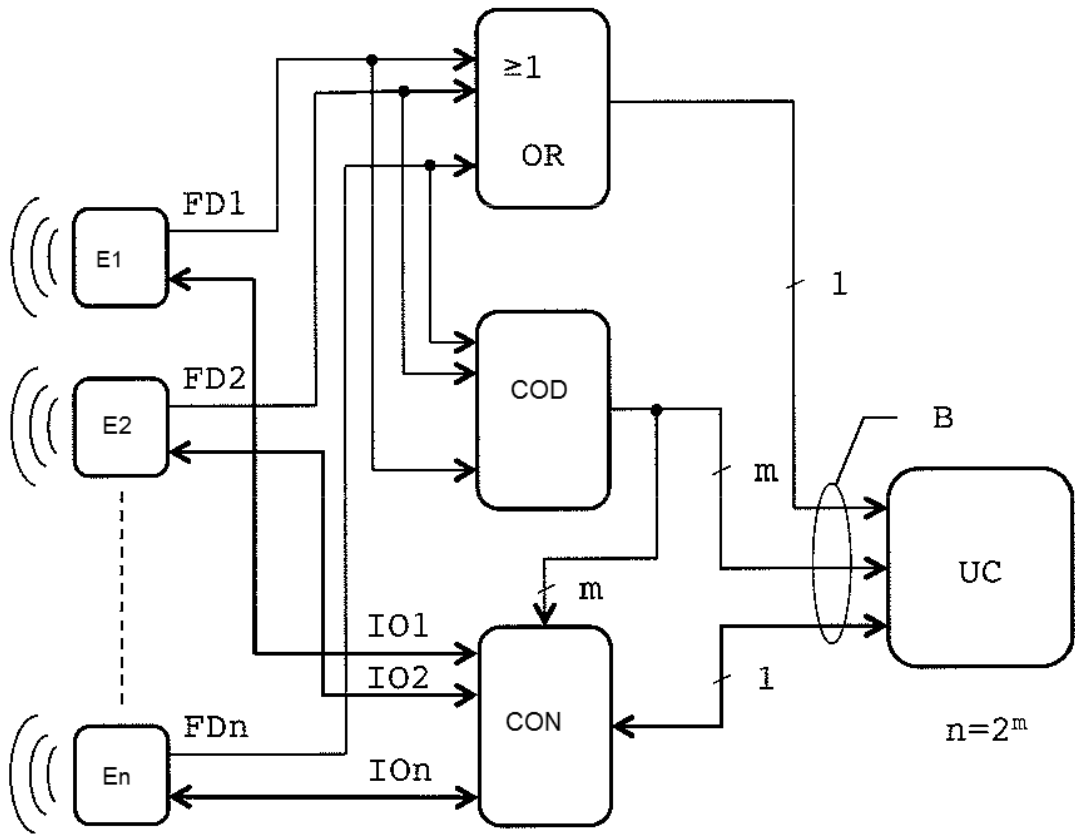 ≥1
OR
FD1
E1
1
COD
FD2
E2
B
m
UC
m
IO1
IO2
1
CON
FDn
n=2ᵐ
IOn
En